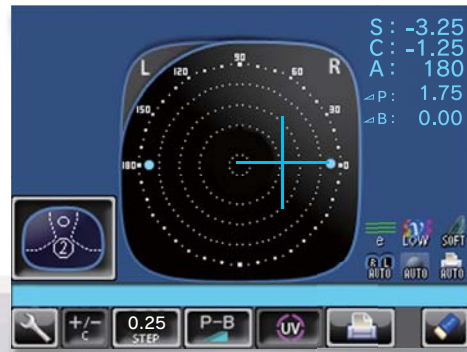 S: -3.25
C: -1.25
A: 180
⊿P: 1.75
⊿B: 0.00
L R
120 90 60
150 30
180 0
2
e LOW SOFT
R L AUTO AUTO AUTO
+/- C
0.25 STEP
P-B
UV